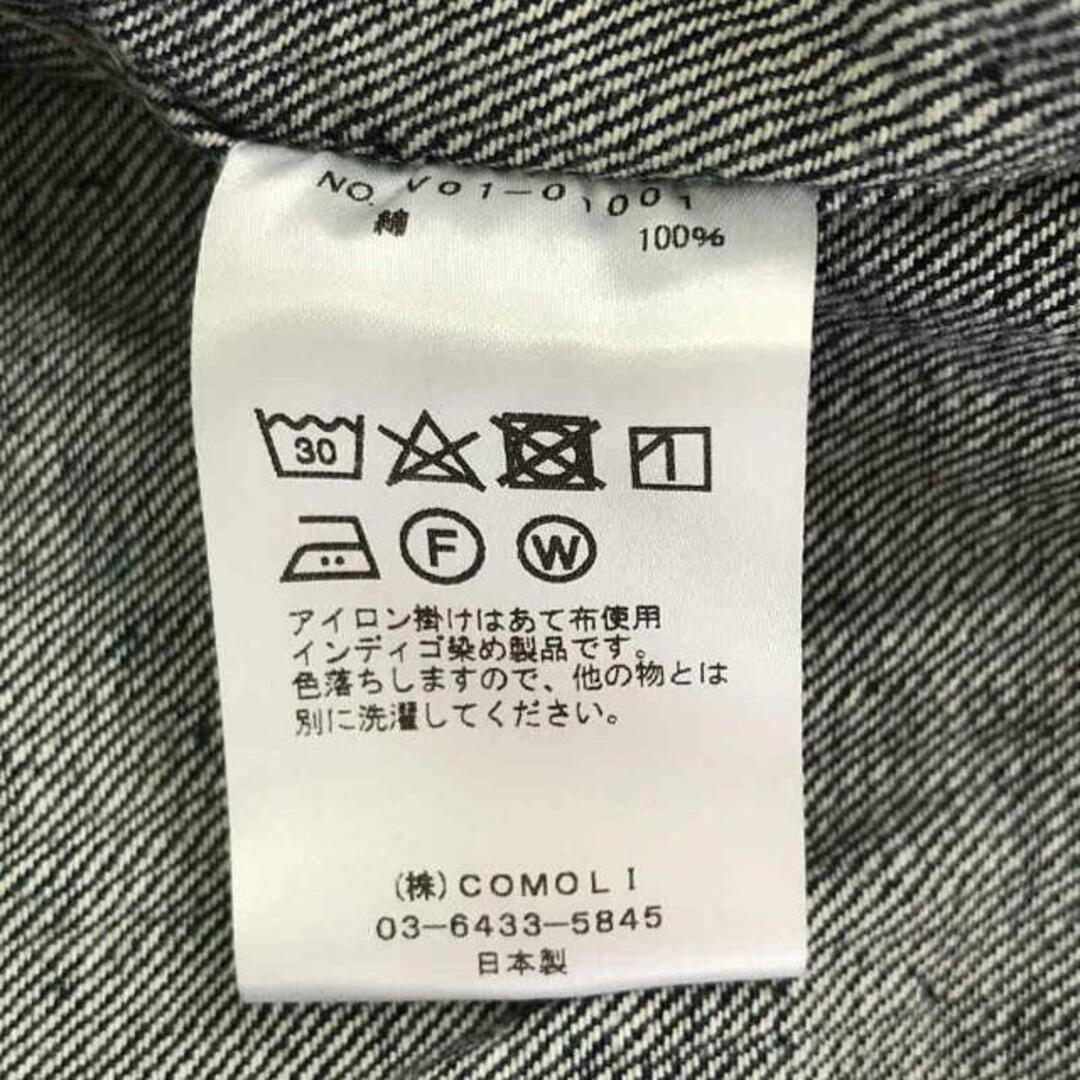 NO. V01-01001
綿 100%
30
F W
アイロン掛けはあて布使用
インディゴ染め製品です。
色落ちしますので、他の物とは
別に洗濯してください。
(株)COMOLI
03-6433-5845
日本製